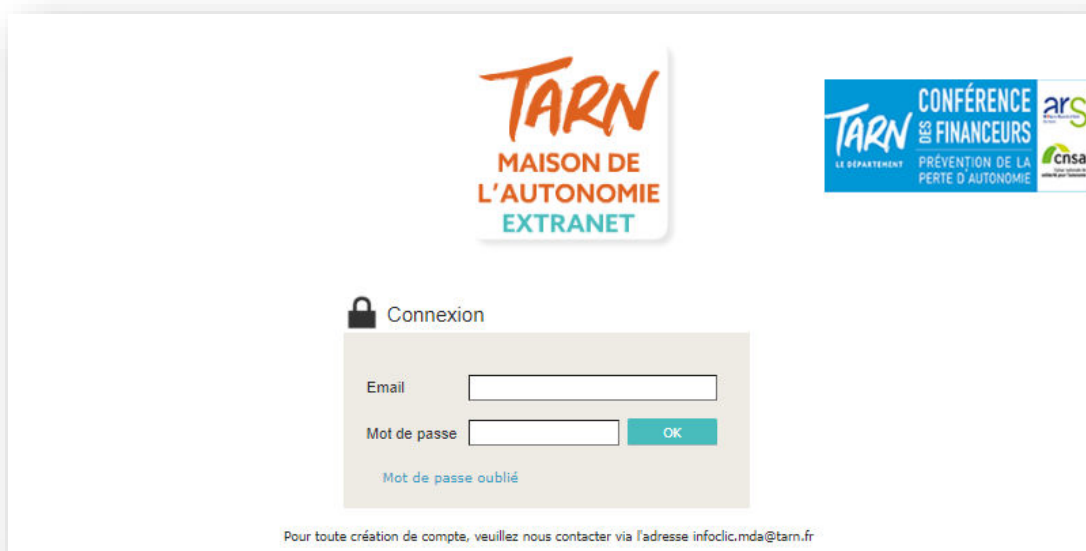 TARN
MAISON DE
L'AUTONOMIE
EXTRANET
TARN
LE DÉPARTEMENT
CONFÉRENCE
DES FINANCEURS
PRÉVENTION DE LA
PERTE D'AUTONOMIE
ars
cnsa
Connexion
Email
Mot de passe
OK
Mot de passe oublié
Pour toute création de compte, veuillez nous contacter via l'adresse infoclic.mda@tarn.fr